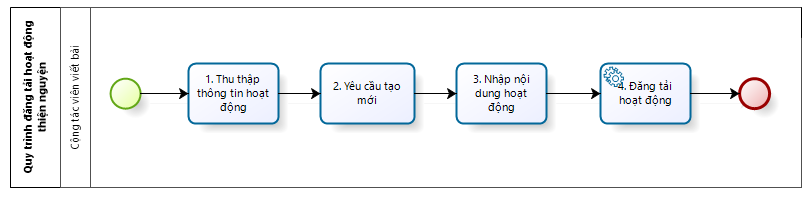 Quy trình đăng tải hoạt động
thiện nguyện
Cộng tác viên viết bài
1. Thu thập
thông tin hoạt
động
2. Yêu cầu tạo
mới
3. Nhập nội
dung hoạt
động
4. Đăng tải
hoạt động